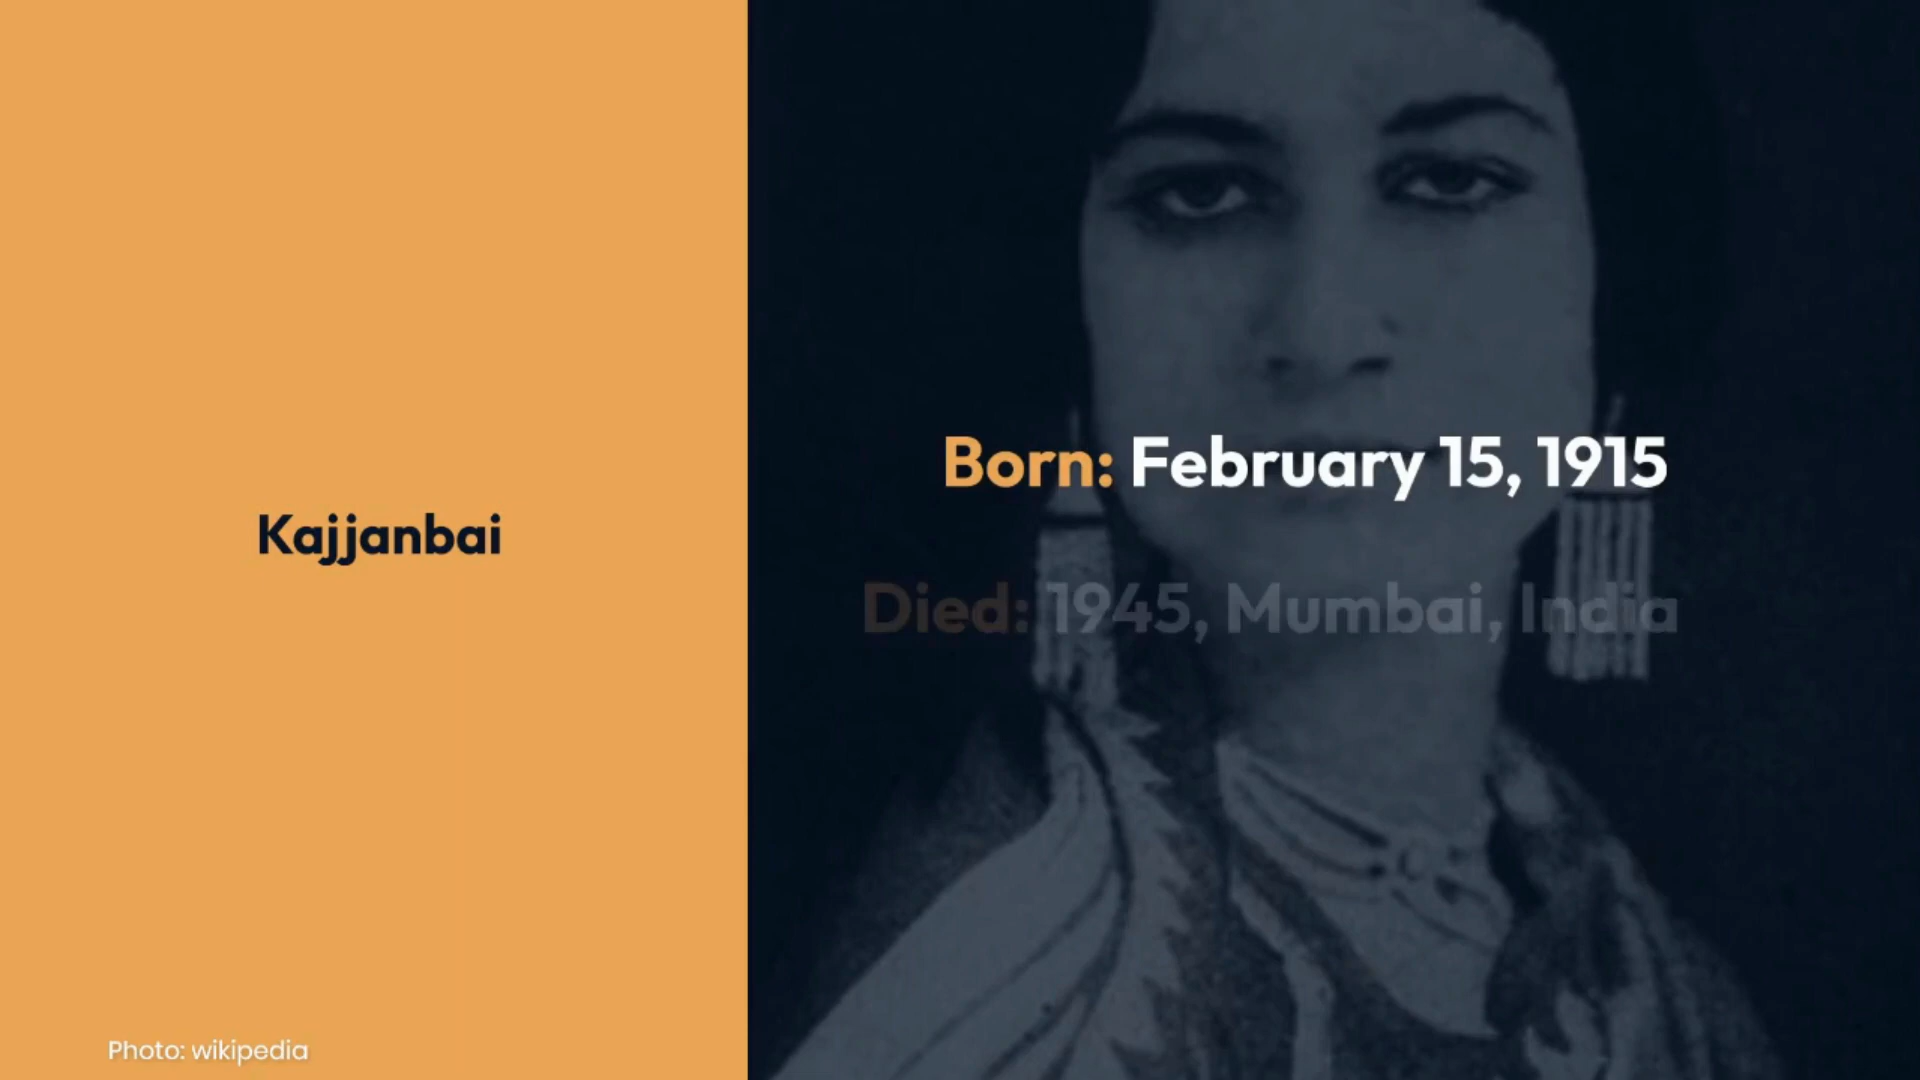 Kajjanbai
Born: February 15, 1915
Died: 1945, Mumbai, India
Photo: wikipedia